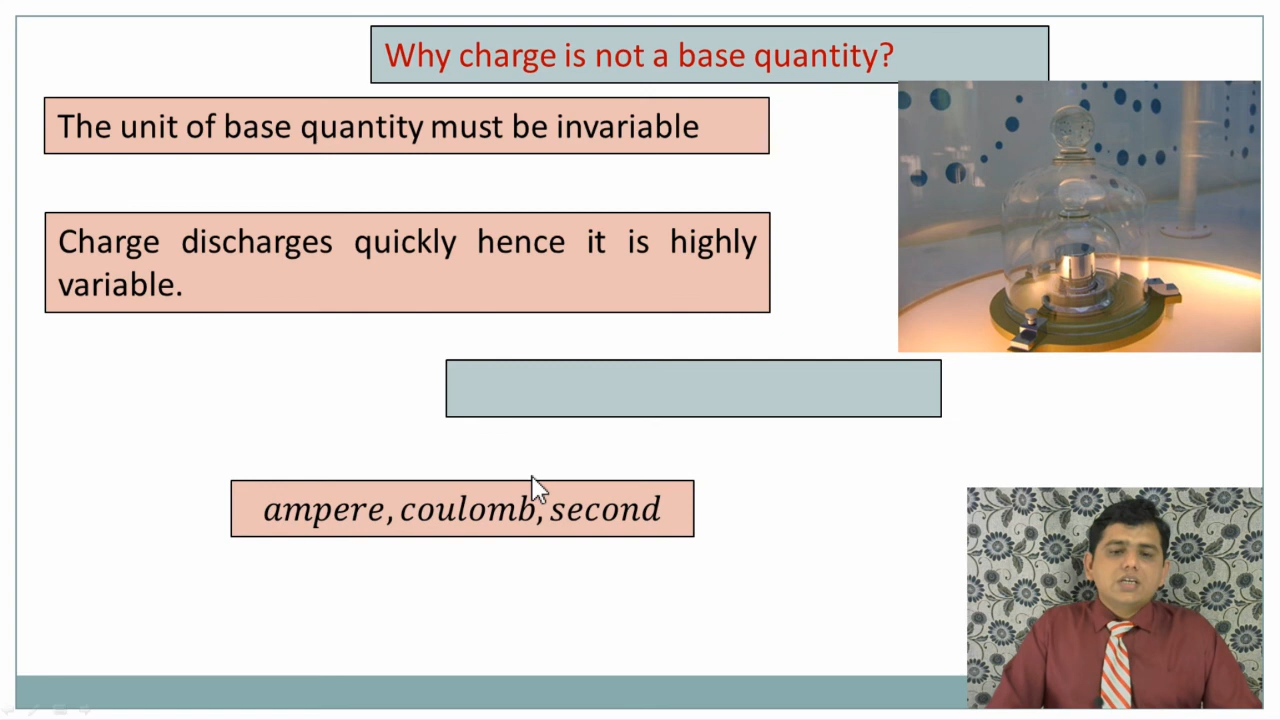 Why charge is not a base quantity?
The unit of base quantity must be invariable
Charge discharges quickly hence it is highly
variable.
ampere, coulomb, second